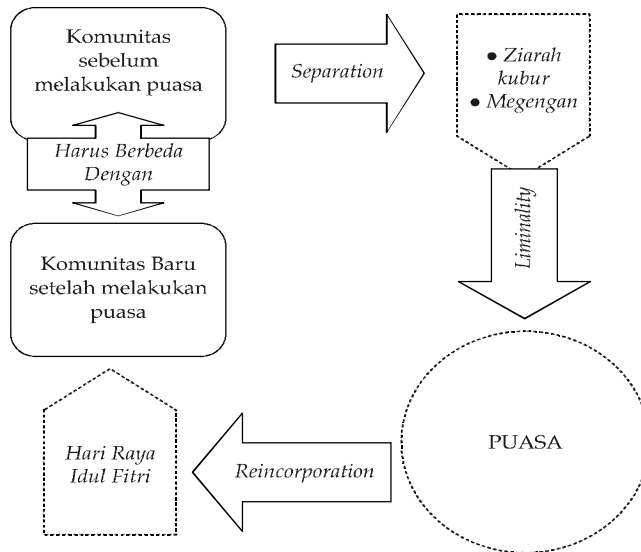 Komunitas
sebelum
melakukan puasa
Separation
● Ziarah
kubur
● Megengan
Harus Berbeda
Dengan
Liminality
Komunitas Baru
setelah melakukan
puasa
PUASA
Reincorporation
Hari Raya
Idul Fitri